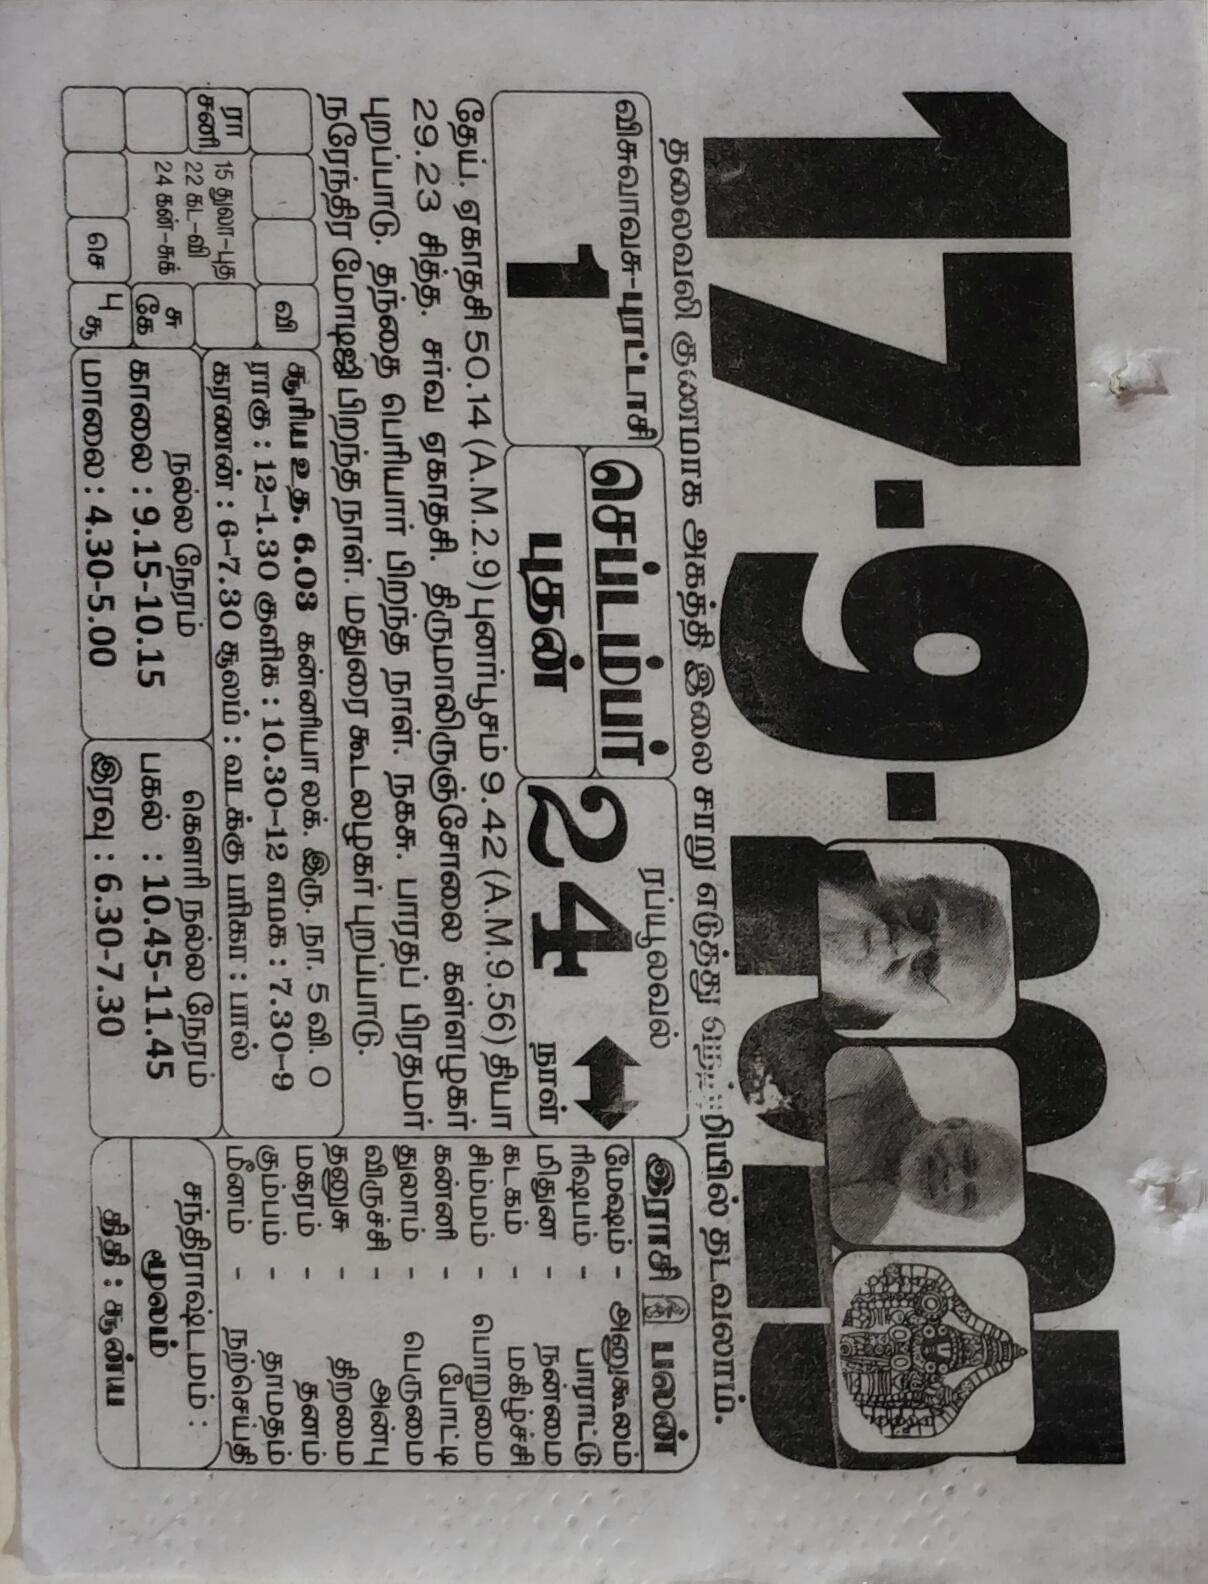 17.9.2025
தலைவலி குணமாக அகத்தி இலை சாறு எடுத்து நெற்றியில் தடவலாம்.
விசுவாவசு-புரட்டாசி
1
செப்டம்பர்
புதன்
ரப்யூலவல்
24
நாள்
தேய். ஏகாதசி 50.14 (A.M.2.9) புனர்பூசம் 9.42 (A.M.9.56) தியா
29.23 சித்த. சர்வ ஏகாதசி. திருமாலிருஞ்சோலை கள்ளழகர்
புறப்பாடு. தந்தை பெரியார் பிறந்த நாள். நகசு. பாரதப் பிரதமர்
நரேந்திர மோடிஜி பிறந்த நாள். மதுரை கூடலழகர் புறப்பாடு.
இராசி பலன்
மேஷம் - அனுகூலம்
ரிஷபம் - பாராட்டு
மிதுன - நன்மை
கடகம் - மகிழ்ச்சி
சிம்மம் - பொறுமை
கன்னி - போட்டி
துலாம் - பெருமை
விருச்சி - அன்பு
தனுசு - திறமை
மகரம் - தனம்
கும்பம் - தாமதம்
மீனம் - நற்செய்தி
வி
ரா
சனி
15 துலா-புத
22 கட-வி
24 கன்-சுக்
சு
கே
செ
பு
சூ
சூரிய உத. 6.03 கன்னியா லக். இரு. நா. 5 வி. 0
ராகு : 12-1.30 குளிக : 10.30-12 எமக : 7.30-9
கரணன் : 6-7.30 சூலம் : வடக்கு பரிகா : பால்
நல்ல நேரம்
காலை : 9.15-10.15
மாலை : 4.30-5.00
கௌரி நல்ல நேரம்
பகல் : 10.45-11.45
இரவு : 6.30-7.30
சந்திராஷ்டமம் :
மூலம்
திதி : சூன்ய